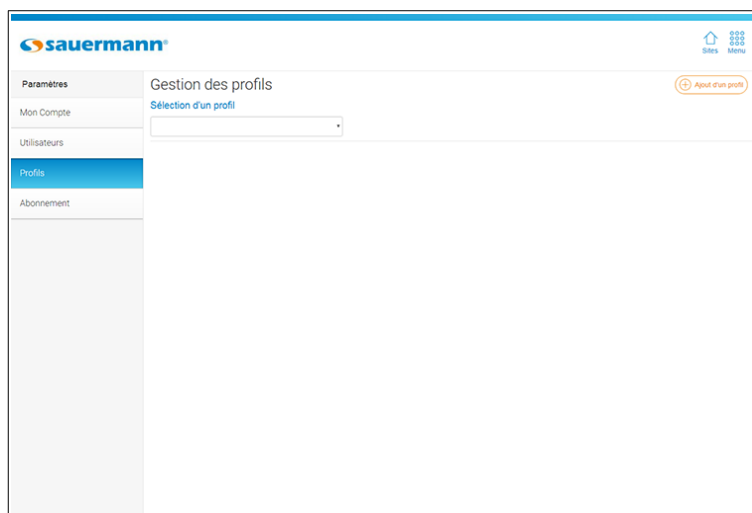 sauermann®
Sites
Menu
Paramètres
Mon Compte
Utilisateurs
Profils
Abonnement
Gestion des profils
Ajout d'un profil
Sélection d'un profil